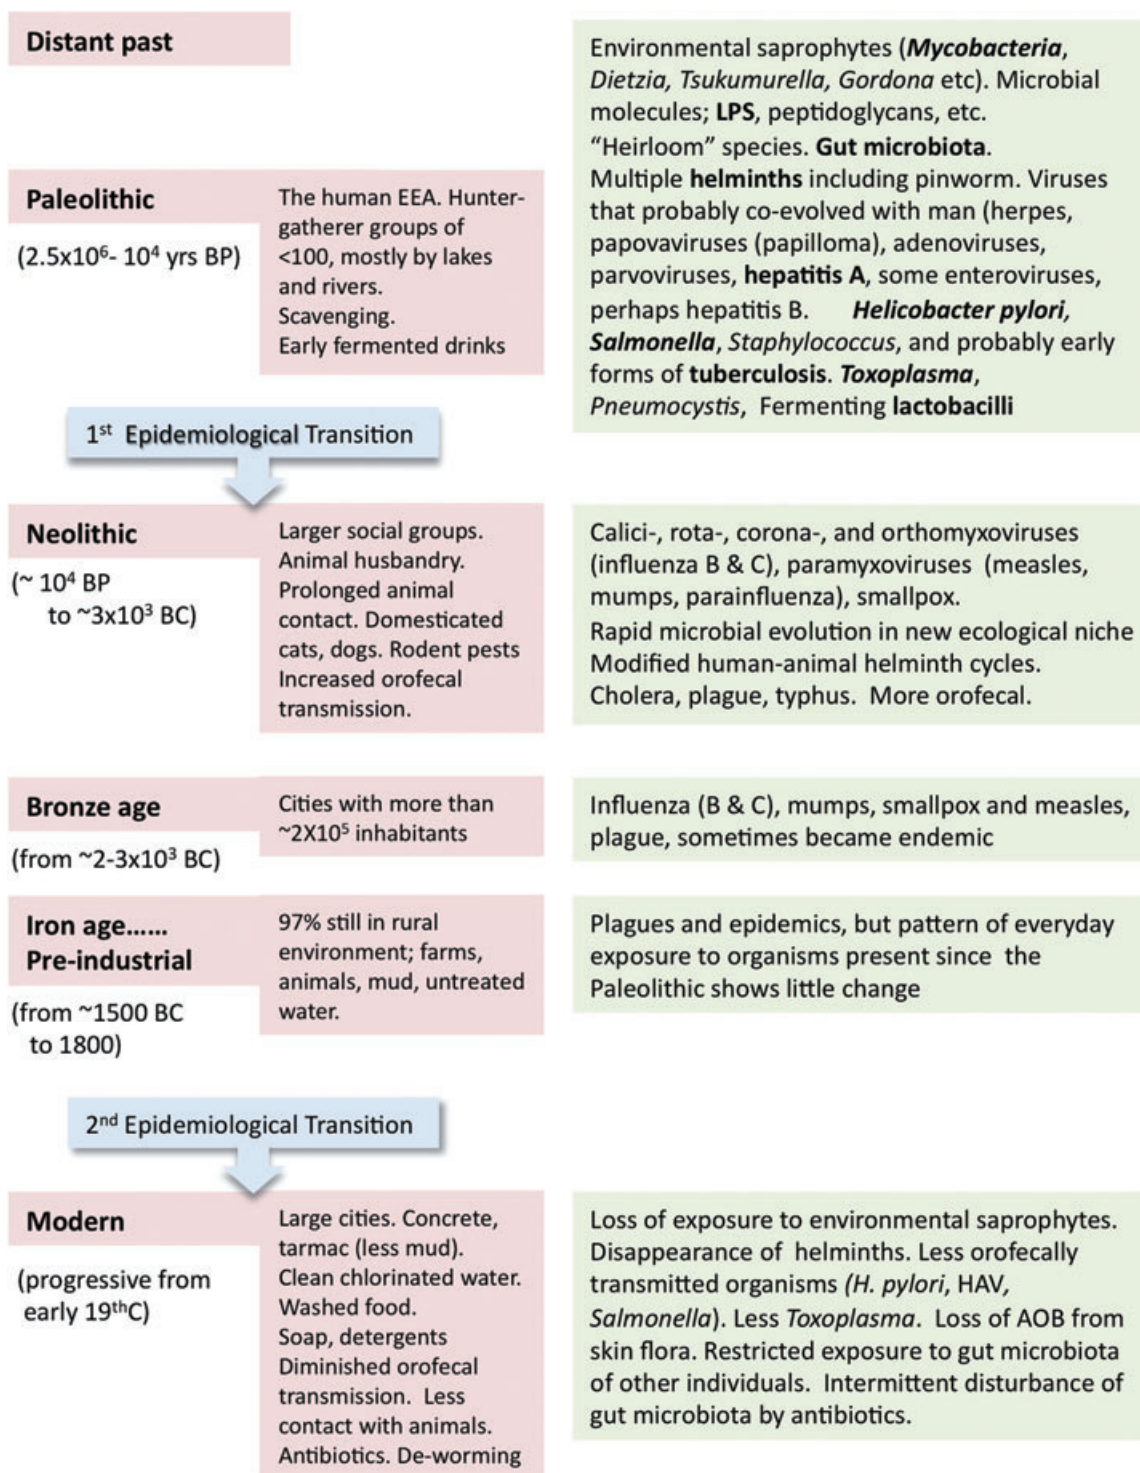 Distant past
Environmental saprophytes (Mycobacteria,
Dietzia, Tsukumurella, Gordona etc). Microbial
molecules; LPS, peptidoglycans, etc.
"Heirloom" species. Gut microbiota.
Multiple helminths including pinworm. Viruses
that probably co-evolved with man (herpes,
papovaviruses (papilloma), adenoviruses,
parvoviruses, hepatitis A, some enteroviruses,
perhaps hepatitis B. Helicobacter pylori,
Salmonella, Staphylococcus, and probably early
forms of tuberculosis. Toxoplasma,
Pneumocystis, Fermenting lactobacilli
Paleolithic
(2.5x10⁶- 10⁴ yrs BP)
The human EEA. Hunter-
gatherer groups of
<100, mostly by lakes
and rivers.
Scavenging.
Early fermented drinks
1st Epidemiological Transition
Neolithic
(~ 10⁴ BP
to ~3x10³ BC)
Larger social groups.
Animal husbandry.
Prolonged animal
contact. Domesticated
cats, dogs. Rodent pests
Increased orofecal
transmission.
Calici-, rota-, corona-, and orthomyxoviruses
(influenza B & C), paramyxoviruses (measles,
mumps, parainfluenza), smallpox.
Rapid microbial evolution in new ecological niche
Modified human-animal helminth cycles.
Cholera, plague, typhus. More orofecal.
Bronze age
(from ~2-3x10³ BC)
Cities with more than
~2X10⁵ inhabitants
Influenza (B & C), mumps, smallpox and measles,
plague, sometimes became endemic
Iron age......
Pre-industrial
(from ~1500 BC
to 1800)
97% still in rural
environment; farms,
animals, mud, untreated
water.
Plagues and epidemics, but pattern of everyday
exposure to organisms present since the
Paleolithic shows little change
2nd Epidemiological Transition
Modern
(progressive from
early 19thC)
Large cities. Concrete,
tarmac (less mud).
Clean chlorinated water.
Washed food.
Soap, detergents
Diminished orofecal
transmission. Less
contact with animals.
Antibiotics. De-worming
Loss of exposure to environmental saprophytes.
Disappearance of helminths. Less orofecally
transmitted organisms (H. pylori, HAV,
Salmonella). Less Toxoplasma. Loss of AOB from
skin flora. Restricted exposure to gut microbiota
of other individuals. Intermittent disturbance of
gut microbiota by antibiotics.